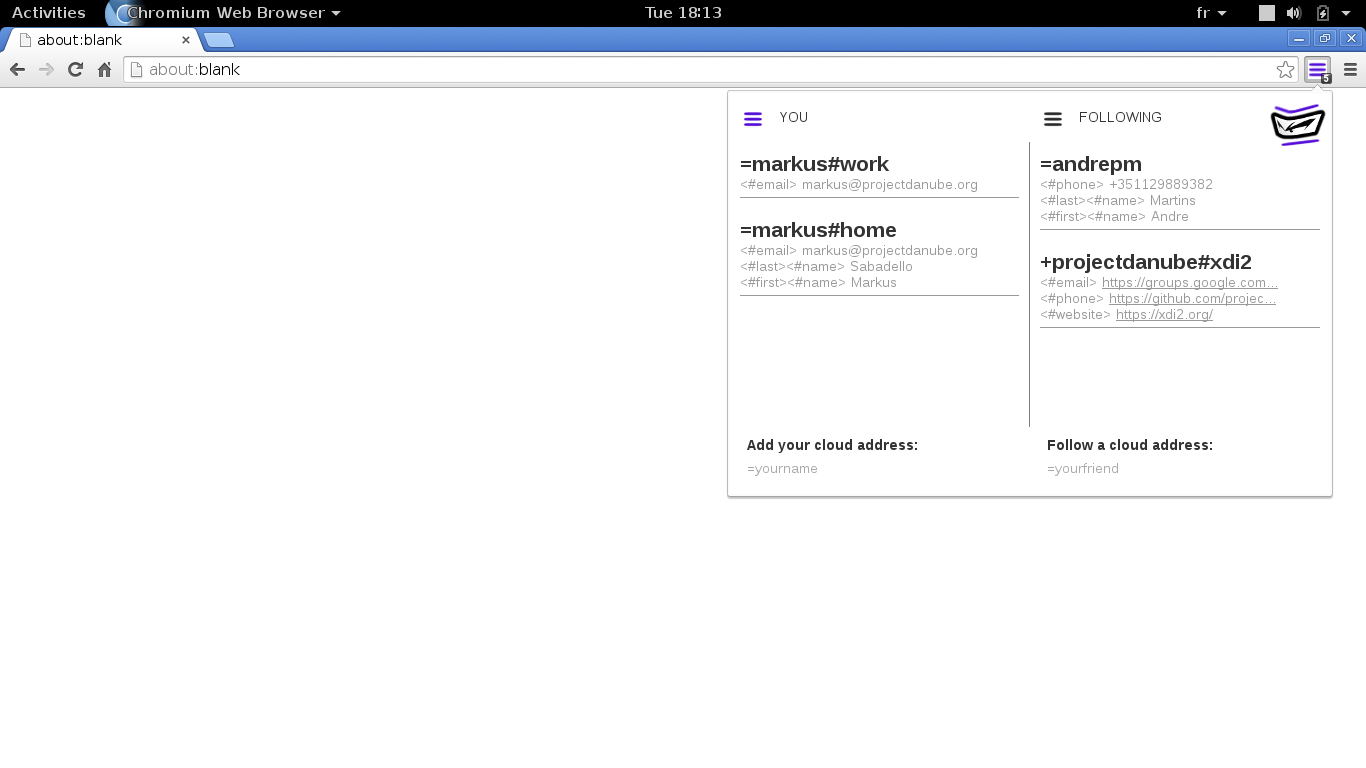 Activities
Chromium Web Browser
Tue 18:13
fr
about:blank
about:blank
5
YOU
=markus#work
<#email> markus@projectdanube.org
=markus#home
<#email> markus@projectdanube.org
<#last><#name> Sabadello
<#first><#name> Markus
Add your cloud address:
=yourname
FOLLOWING
=andrepm
<#phone> +351129889382
<#last><#name> Martins
<#first><#name> Andre
+projectdanube#xdi2
<#email> https://groups.google.com...
<#phone> https://github.com/projec...
<#website> https://xdi2.org/
Follow a cloud address:
=yourfriend